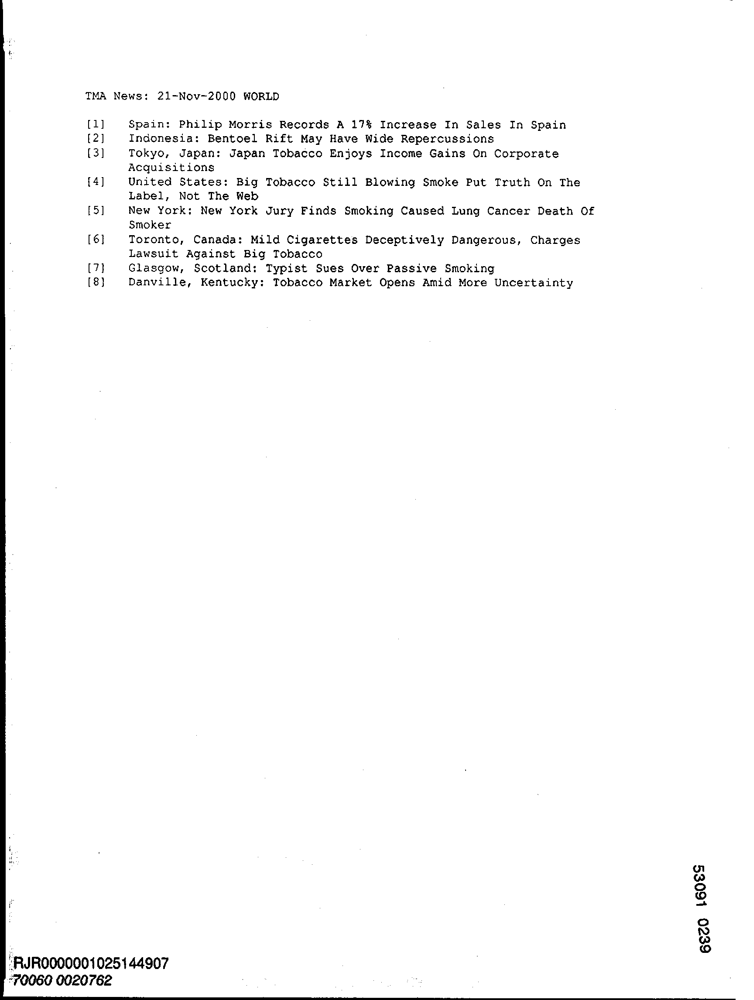 TMA News: 21-Nov-2000 WORLD
[1] Spain: Philip Morris Records A 17% Increase In Sales In Spain
[2] Indonesia: Bentoel Rift May Have Wide Repercussions
[3] Tokyo, Japan: Japan Tobacco Enjoys Income Gains On Corporate
Acquisitions
[4] United States: Big Tobacco Still Blowing Smoke Put Truth On The
Label, Not The Web
[5] New York: New York Jury Finds Smoking Caused Lung Cancer Death Of
Smoker
[6] Toronto, Canada: Mild Cigarettes Deceptively Dangerous, Charges
Lawsuit Against Big Tobacco
[7] Glasgow, Scotland: Typist Sues Over Passive Smoking
[8] Danville, Kentucky: Tobacco Market Opens Amid More Uncertainty
53091 0239
RJR0000001025144907
70060 0020762